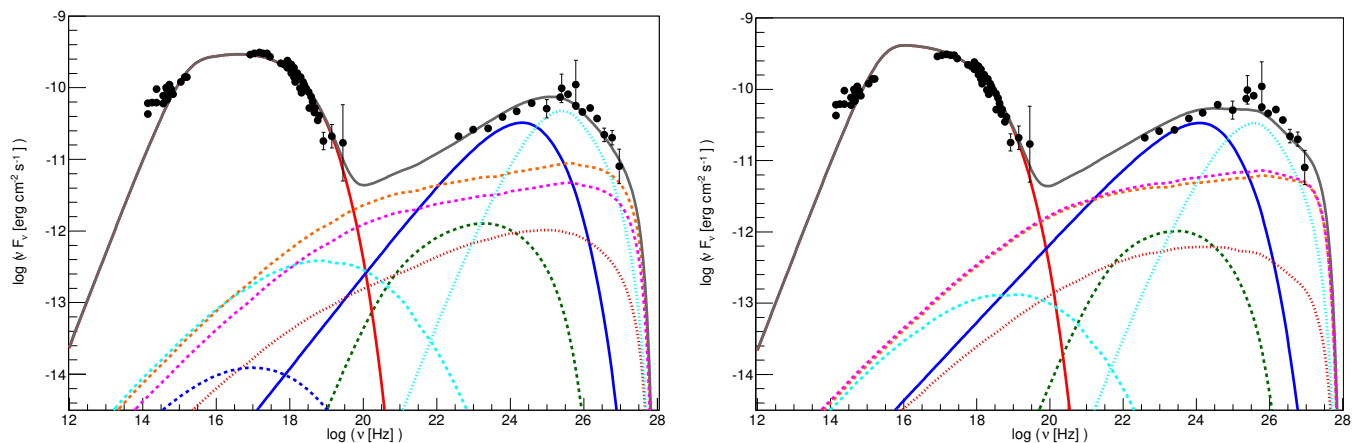 -9
-10
-11
-12
-13
-14
log (ν F_ν [erg cm⁻² s⁻¹] )
12 14 16 18 20 22 24 26 28
log ( ν [Hz] )
-9
-10
-11
-12
-13
-14
log (ν F_ν [erg cm⁻² s⁻¹] )
12 14 16 18 20 22 24 26 28
log ( ν [Hz] )